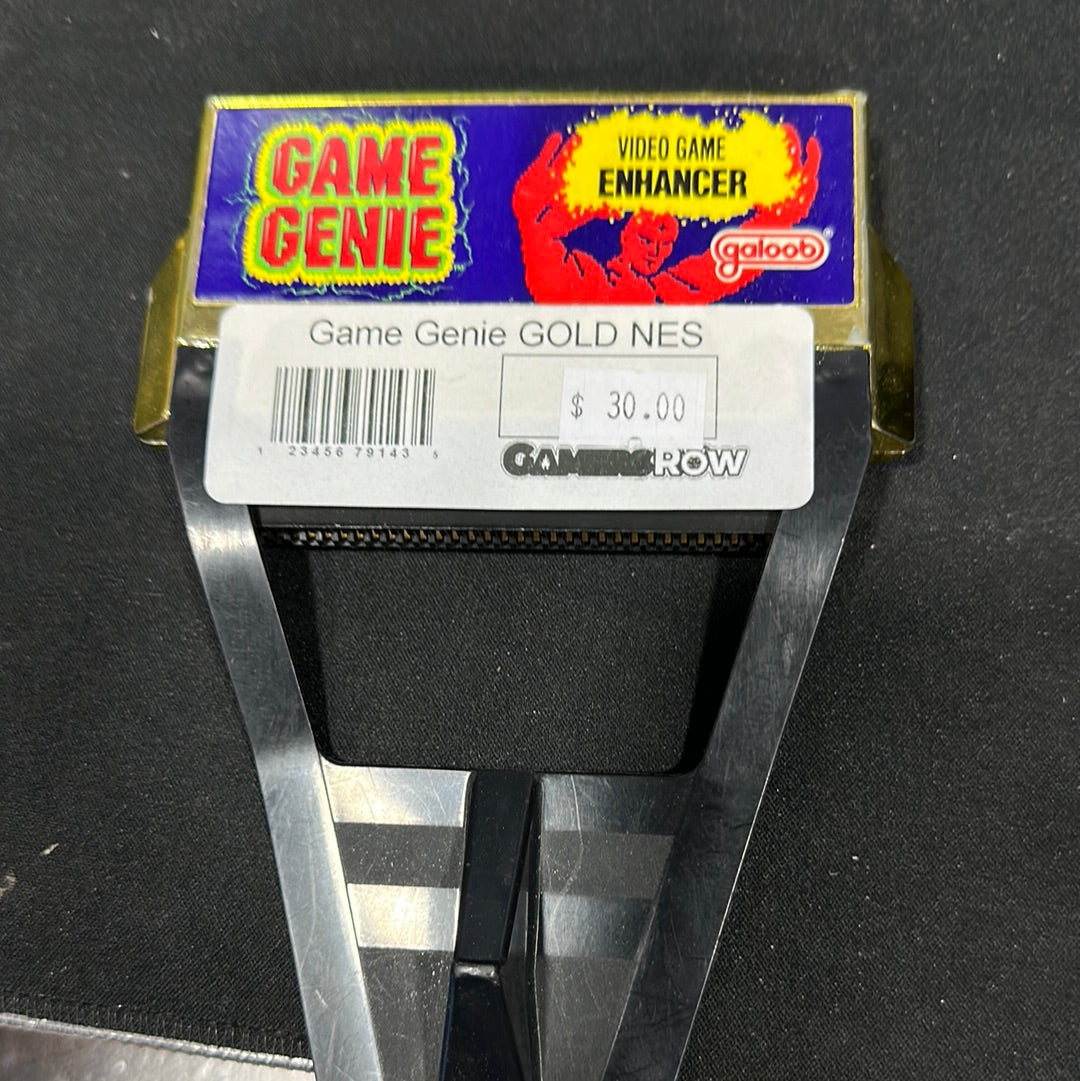 GAME
GENIE
VIDEO GAME
ENHANCER
galoob
Game Genie GOLD NES
$ 30.00
1 23456 79143 5
GAMERSROW